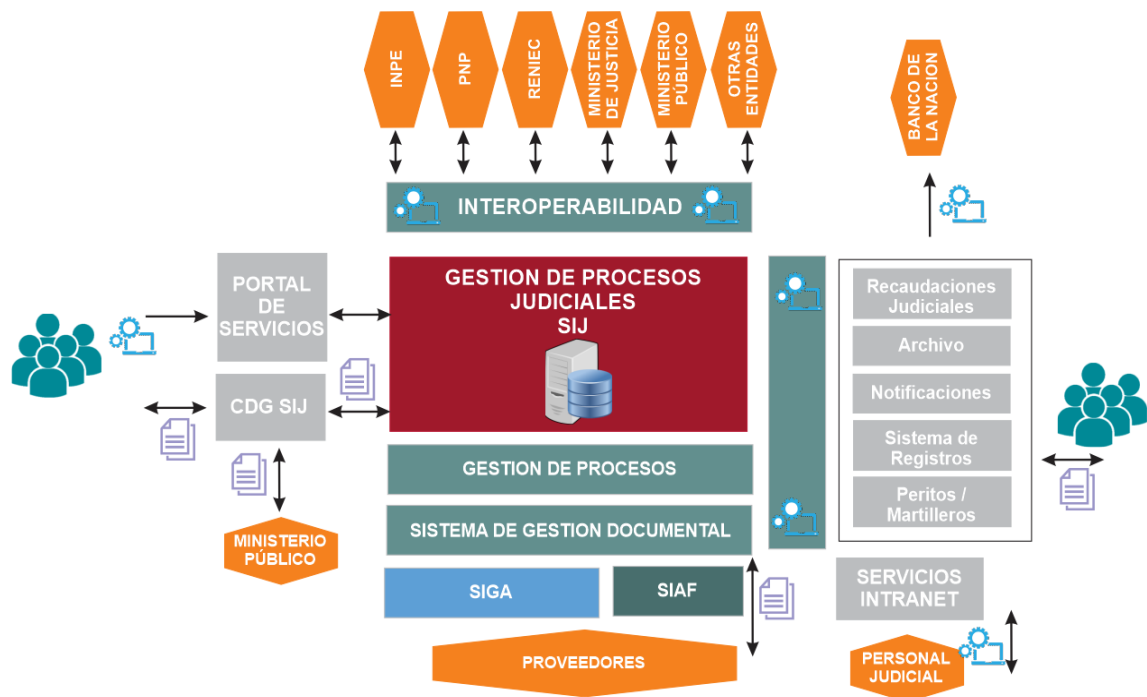 INPE
PNP
RENIEC
MINISTERIO
DE JUSTICIA
MINISTERIO
PÚBLICO
OTRAS
ENTIDADES
BANCO DE
LA NACION
INTEROPERABILIDAD
PORTAL
DE
SERVICIOS
GESTION DE PROCESOS
JUDICIALES
SIJ
Recaudaciones
Judiciales
Archivo
Notificaciones
CDG SIJ
Sistema de
Registros
GESTION DE PROCESOS
Peritos /
Martilleros
SISTEMA DE GESTION DOCUMENTAL
MINISTERIO
PÚBLICO
SIGA
SIAF
SERVICIOS
INTRANET
PROVEEDORES
PERSONAL
JUDICIAL